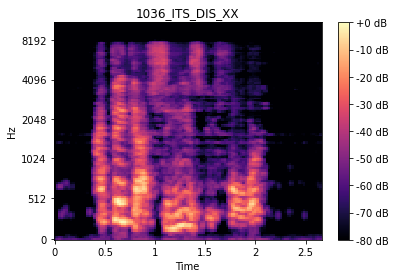 1036_ITS_DIS_XX
+0 dB
8192
-10 dB
4096
-20 dB
-30 dB
2048
Hz
-40 dB
1024
-50 dB
512
-60 dB
-70 dB
0
-80 dB
0 0.5 1 1.5 2 2.5
Time